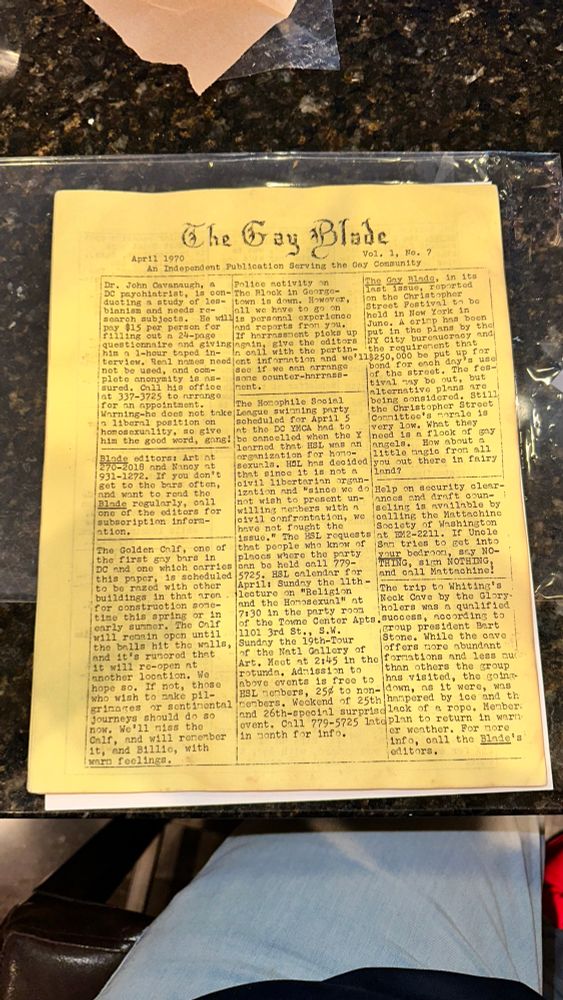 The Gay Blade
April 1970
Vol. 1, No. 7
An Independent Publication Serving the Gay Community
Dr. John Cavanaugh, a
DC psychiatrist, is con-
ducting a study of les-
bianism and needs re-
search subjects. He will
pay $15 per person for
filling out a 24-page
questionnaire and giving
him a 1-hour taped in-
terview. Real names need
not be used, and com-
plete anonymity is as-
sured. Call his office
at 337-3725 to arrange
for an appointment.
Warning-he does not take
a liberal position on
homosexuality, so give
him the good word, gang!
Blade editors: Art at
270-2018 and Nancy at
931-1272. If you don't
get to the bars often,
and want to read the
Blade regularly, call
one of the editors for
subscription inform-
ation.
The Golden Calf, one of
the first gay bars in
DC and one which carries
this paper, is scheduled
to be razed with other
buildings in that area
for construction some-
time this spring or in
early summer. The Calf
will remain open until
the balls hit the walls,
and it's rumored that
it will re-open at
another location. We
hope so. If not, those
who wish to make pil-
grimages or sentimental
journeys should do so
now. We'll miss the
Calf, and will remember
it, and Billie, with
warm feelings.
Police activity on
The Block in George-
town is down. However,
all we have to go on
is personal experience
and reports from you.
If harrassment picks up
again, give the editors
a call with the pertin-
ent information and we'll
see if we can arrange
some counter-harrass-
ment.
The Homophile Social
League swimming party
scheduled for April 5
at the DC YMCA had to
be cancelled when the Y
learned that HSL was an
organization for homo-
sexuals. HSL has decided
that since it is not a
civil libertarian organ-
ization and "since we do
not wish to present un-
willing members with a
civil confrontation, we
have not fought the
issue." The HSL requests
that people who know of
places where the party
can be held call 779-
5725. HSL calendar for
April: Sunday the 11th-
lecture on "Religion
and the Homosexual" at
7:30 in the party room
of the Towne Center Apts.
1101 3rd St., S.W.
Sunday the 19th-Tour
of the Natl Gallery of
Art. Meet at 2:45 in the
rotunda. Admission to
above events is free to
HSL members, 25¢ to non-
members. Weekend of 25th
and 26th-special surprise
event. Call 779-5725 late
in month for info.
The Gay Blade, in its
last issue, reported
on the Christopher
Street Festival to be
held in New York in
June. A crimp has been
put in the plans by the
NY City bureaucracy and
the requirement that
$250,000 be put up for
bond for each day's use
of the street. The fes-
tival may be out, but
alternative plans are
being considered. Still
the Christopher Street
Committee's morale is
very low. What they
need is a flock of gay
angels. How about a
little magic from all
you out there in fairy
land?
Help on security clear-
ances and draft coun-
seling is available by
calling the Mattachine
Society of Washington
at EM2-2211. If Uncle
Sam tries to get into
your bedroom, say NO-
THING, sign NOTHING,
and call Mattachine!
The trip to Whiting's
Neck Cave by the Glory-
holers was a qualified
success, according to
group president Bart
Stone. While the cave
offers more abundant
formations and less mud
than others the group
has visited, the going-
down, as it were, was
hampered by ice and the
lack of a rope. Members
plan to return in warm-
er weather. For more
info, call the Blade's
editors.